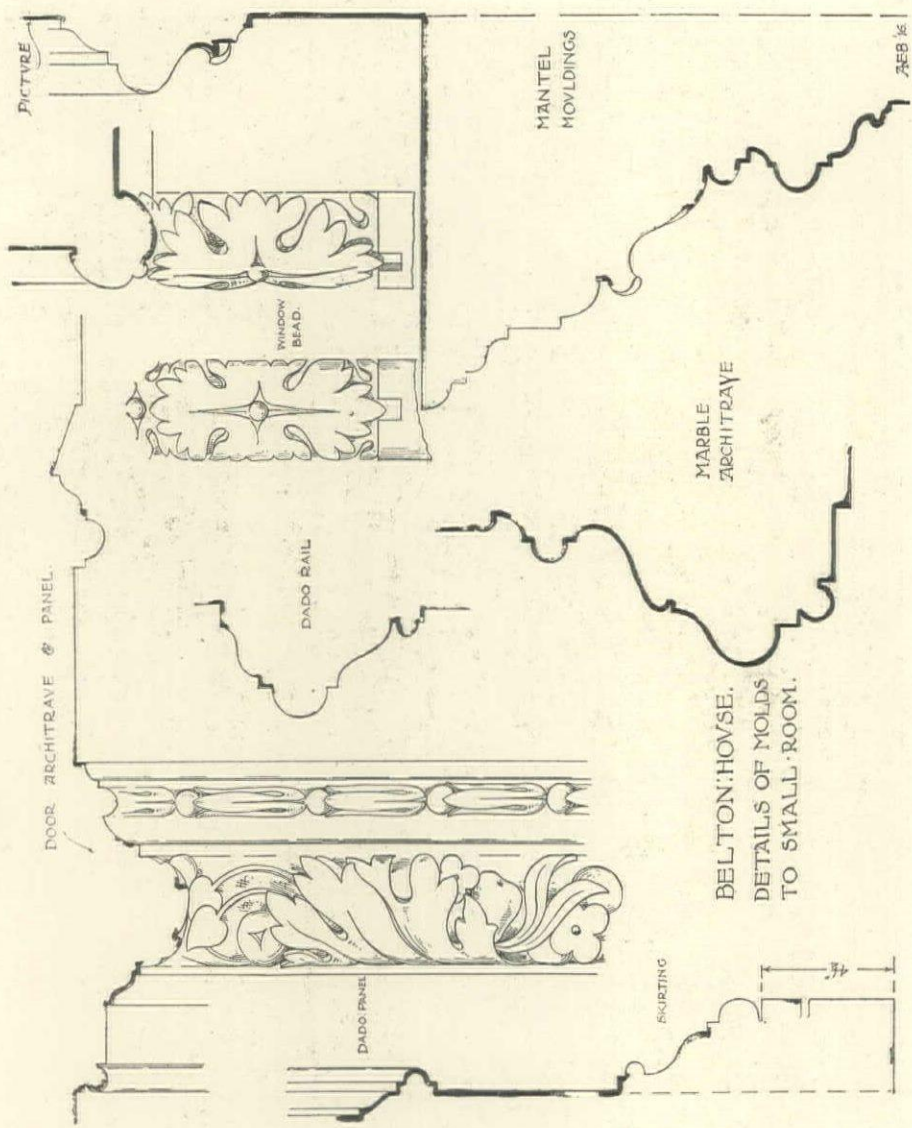 PICTVRE
DOOR ARCHITRAVE & PANEL.
WINDOW
BEAD.
MANTEL
MOVLDINGS
DADO RAIL
MARBLE
ARCHITRAVE
DADO PANEL
SKIRTING
BELTON:HOVSE.
DETAILS OF MOLDS
TO SMALL·ROOM.
AEB '16.